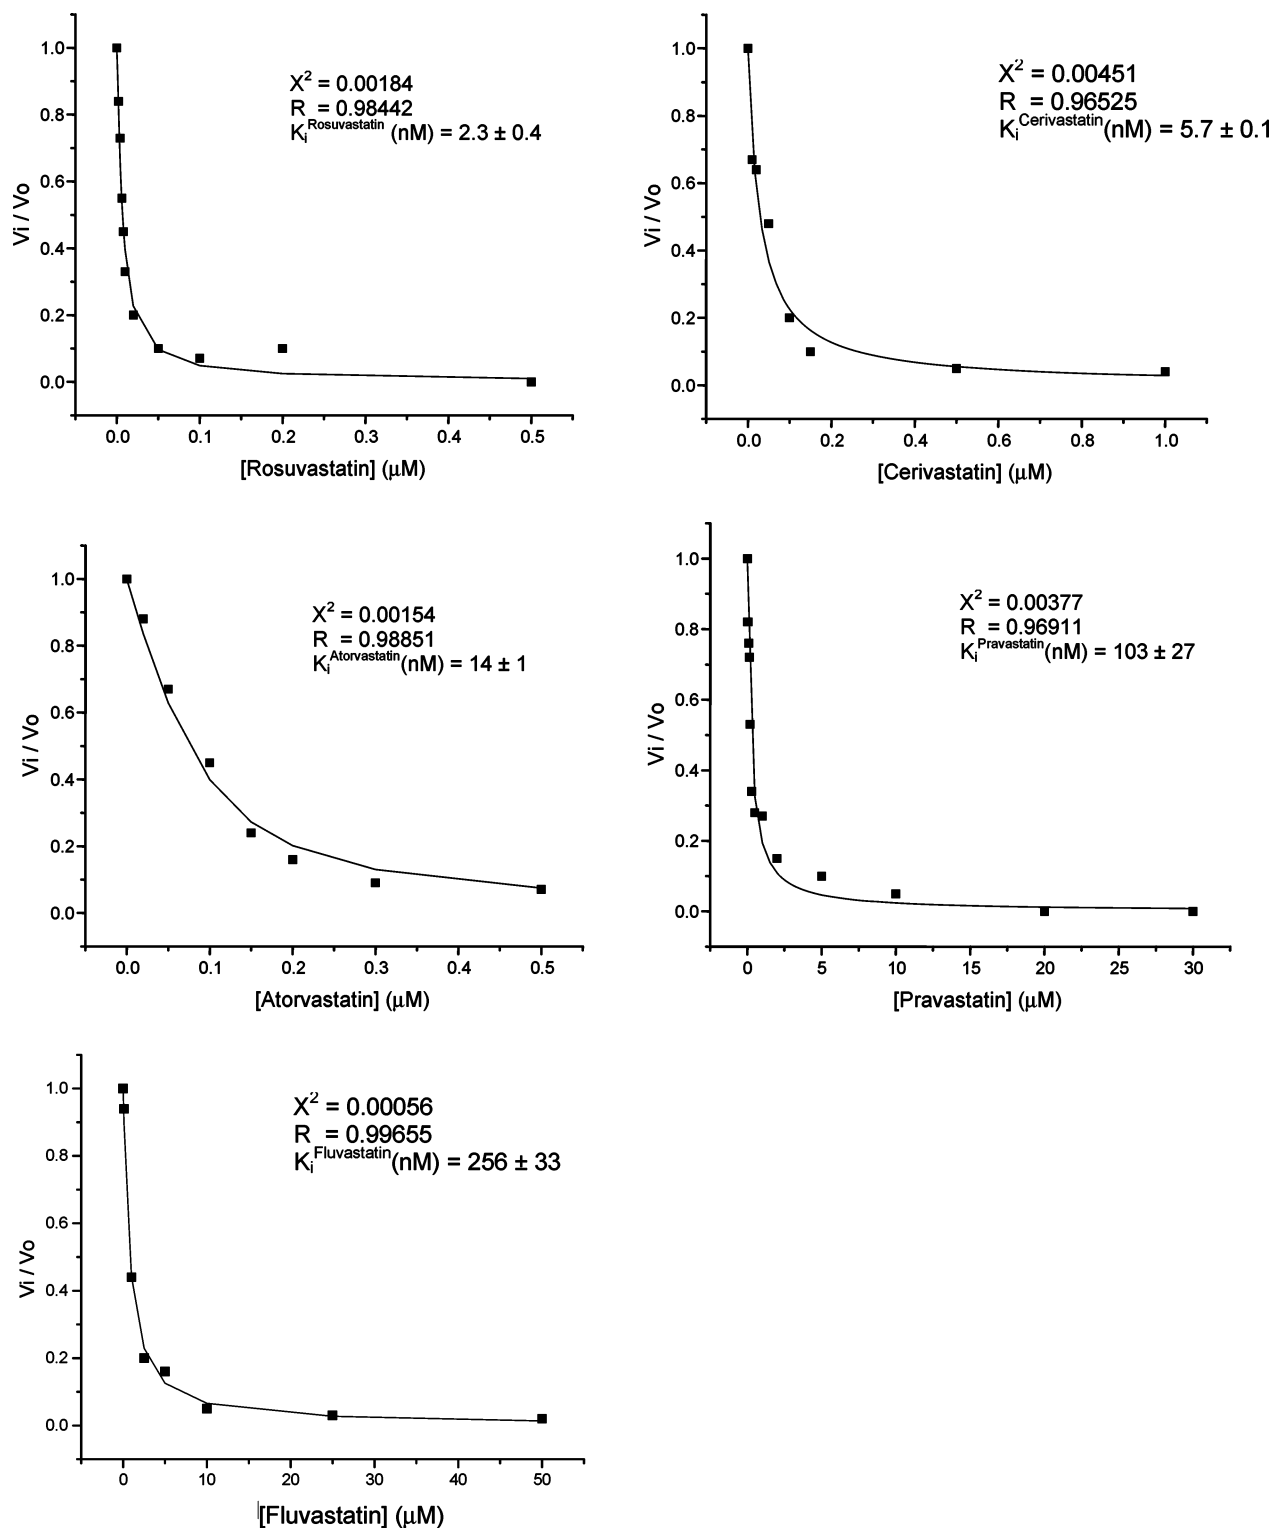 X² = 0.00184
R = 0.98442
Ki^Rosuvastatin (nM) = 2.3 ± 0.4
Vi / Vo
1.0
0.8
0.6
0.4
0.2
0.0
0.0 0.1 0.2 0.3 0.4 0.5
[Rosuvastatin] (μM)
X² = 0.00451
R = 0.96525
Ki^Cerivastatin (nM) = 5.7 ± 0.1
Vi / Vo
1.0
0.8
0.6
0.4
0.2
0.0
0.0 0.2 0.4 0.6 0.8 1.0
[Cerivastatin] (μM)
X² = 0.00154
R = 0.98851
Ki^Atorvastatin (nM) = 14 ± 1
Vi / Vo
1.0
0.8
0.6
0.4
0.2
0.0
0.0 0.1 0.2 0.3 0.4 0.5
[Atorvastatin] (μM)
X² = 0.00377
R = 0.96911
Ki^Pravastatin (nM) = 103 ± 27
Vi / Vo
1.0
0.8
0.6
0.4
0.2
0.0
0 5 10 15 20 25 30
[Pravastatin] (μM)
X² = 0.00056
R = 0.99655
Ki^Fluvastatin (nM) = 256 ± 33
Vi / Vo
1.0
0.8
0.6
0.4
0.2
0.0
0 10 20 30 40 50
[Fluvastatin] (μM)